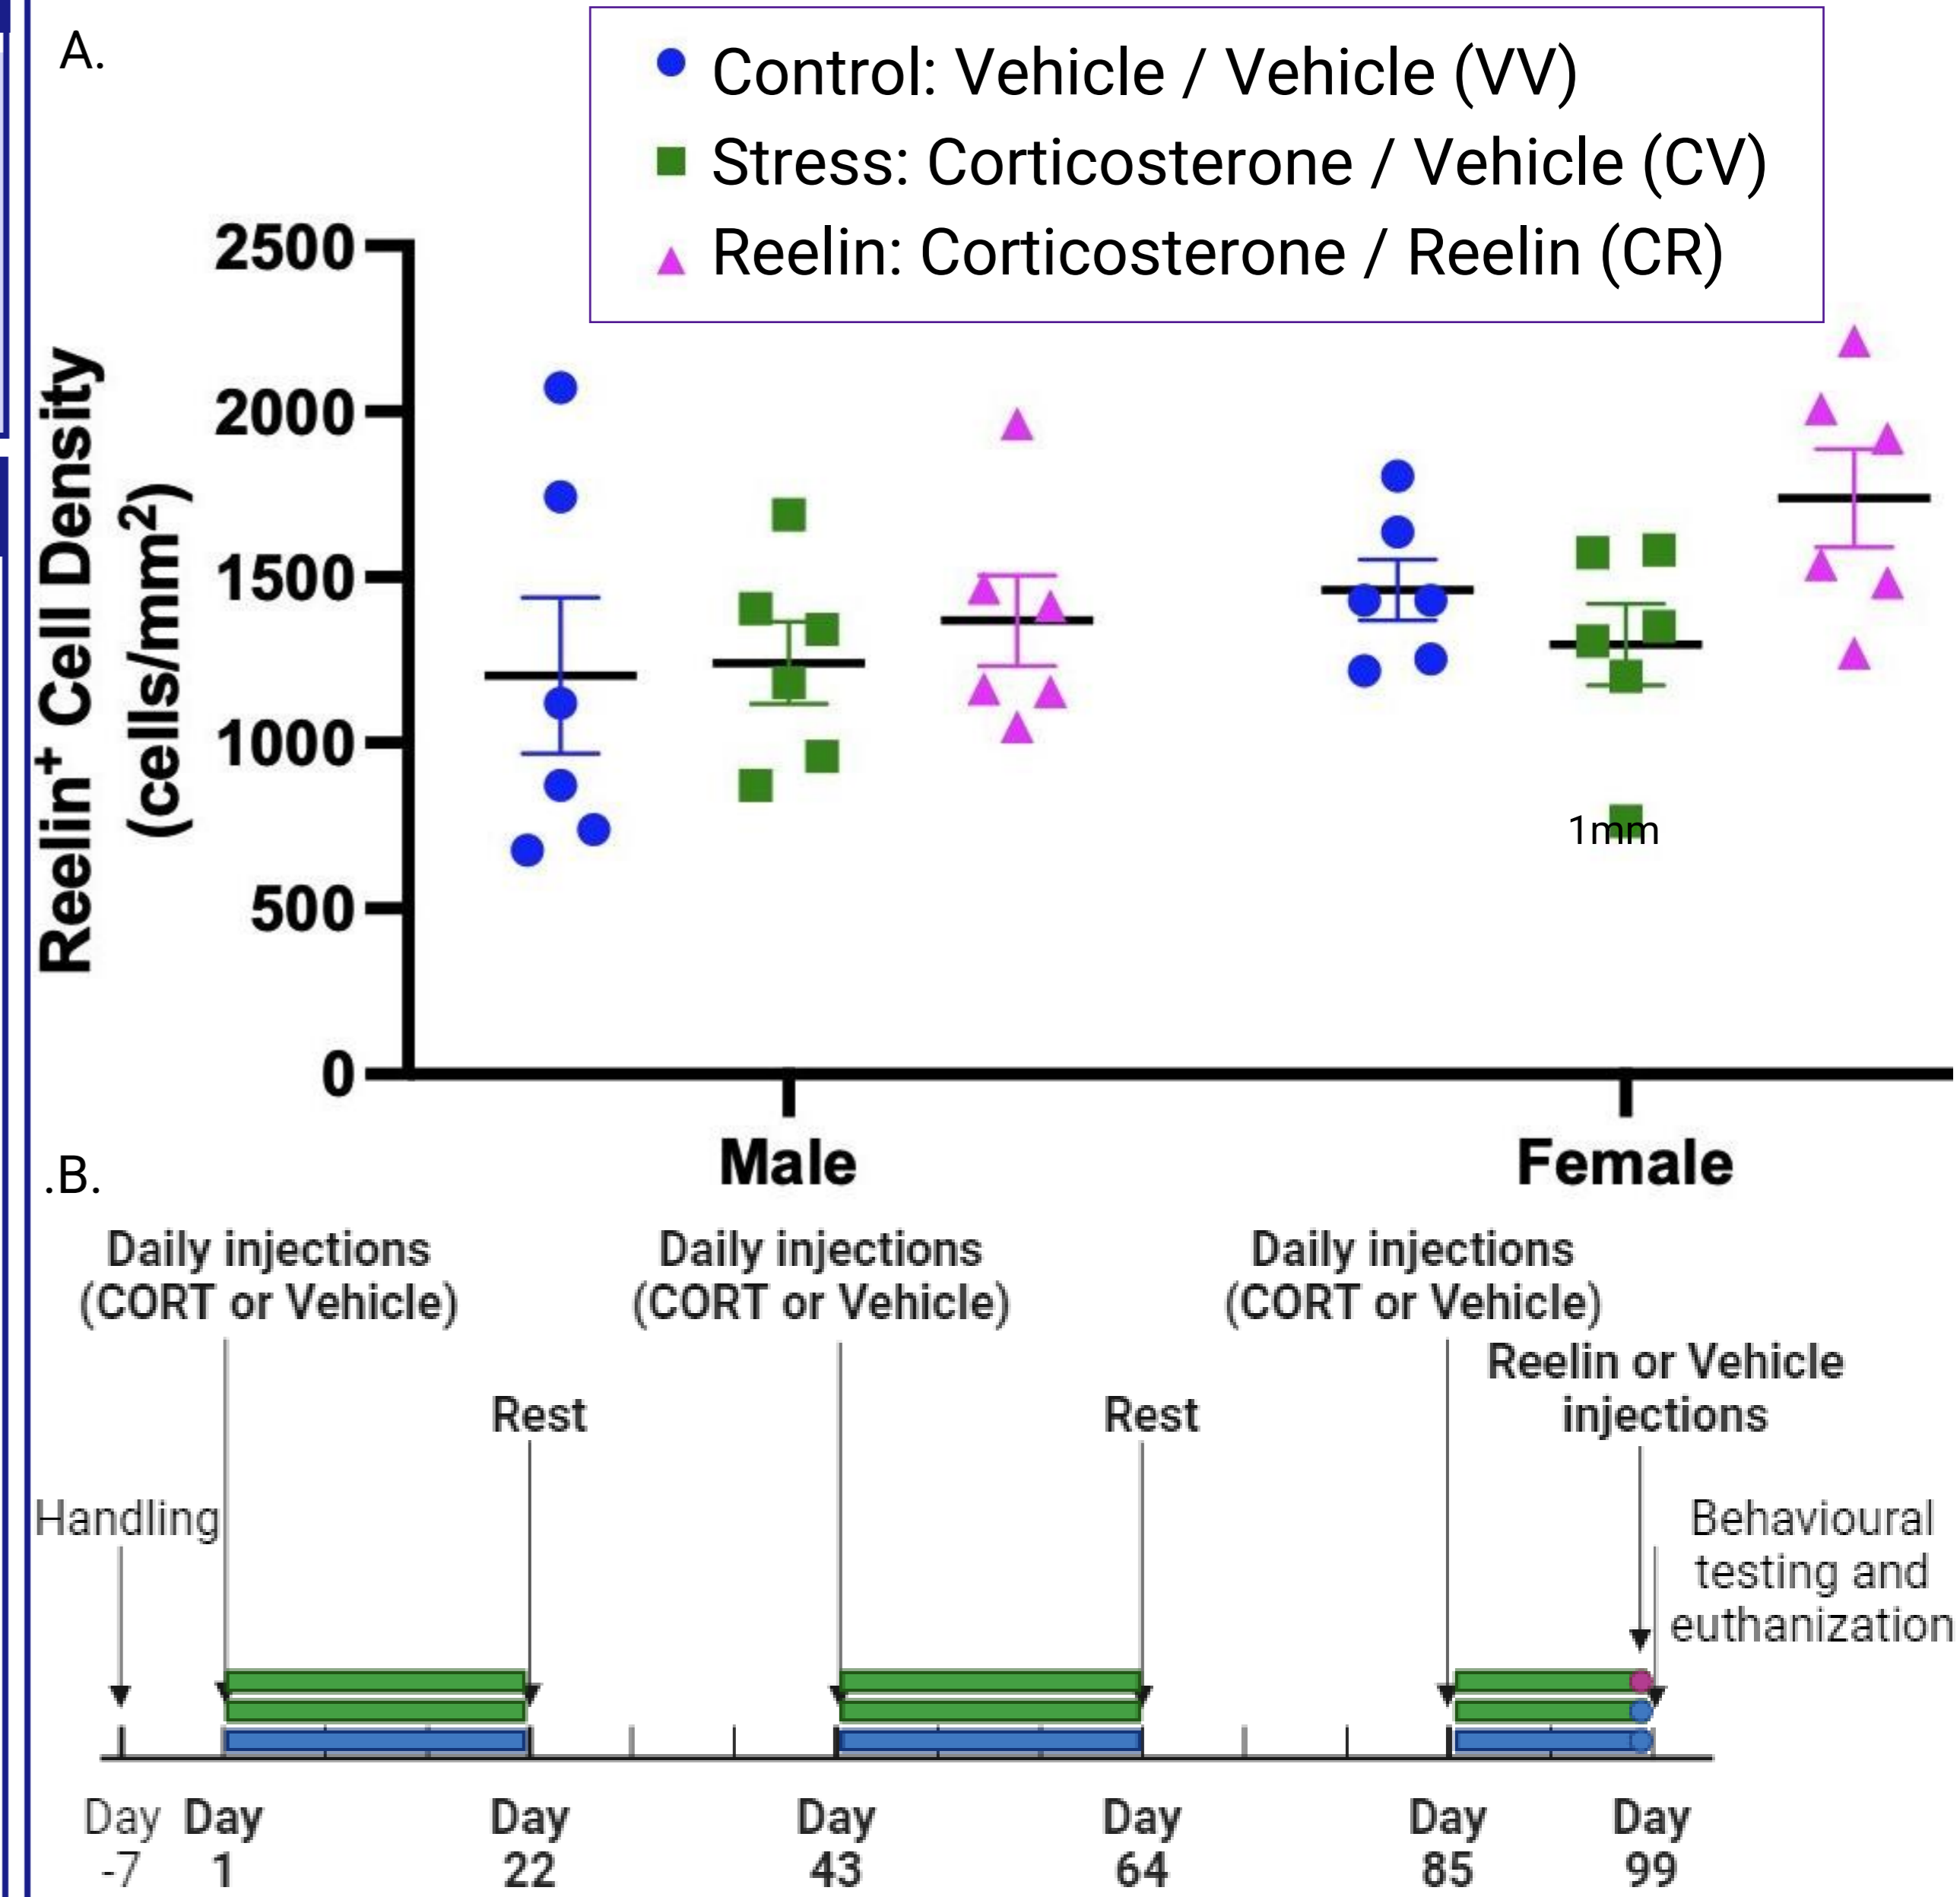 A.
Control: Vehicle / Vehicle (VV)
Stress: Corticosterone / Vehicle (CV)
Reelin: Corticosterone / Reelin (CR)
Reelin⁺ Cell Density
(cells/mm²)
2500
2000
1500
1000
500
0
1mm
Male
Female
.B.
Daily injections
(CORT or Vehicle)
Daily injections
(CORT or Vehicle)
Daily injections
(CORT or Vehicle)
Reelin or Vehicle
injections
Rest
Rest
Handling
Behavioural
testing and
euthanization
Day
-7
Day
1
Day
22
Day
43
Day
64
Day
85
Day
99